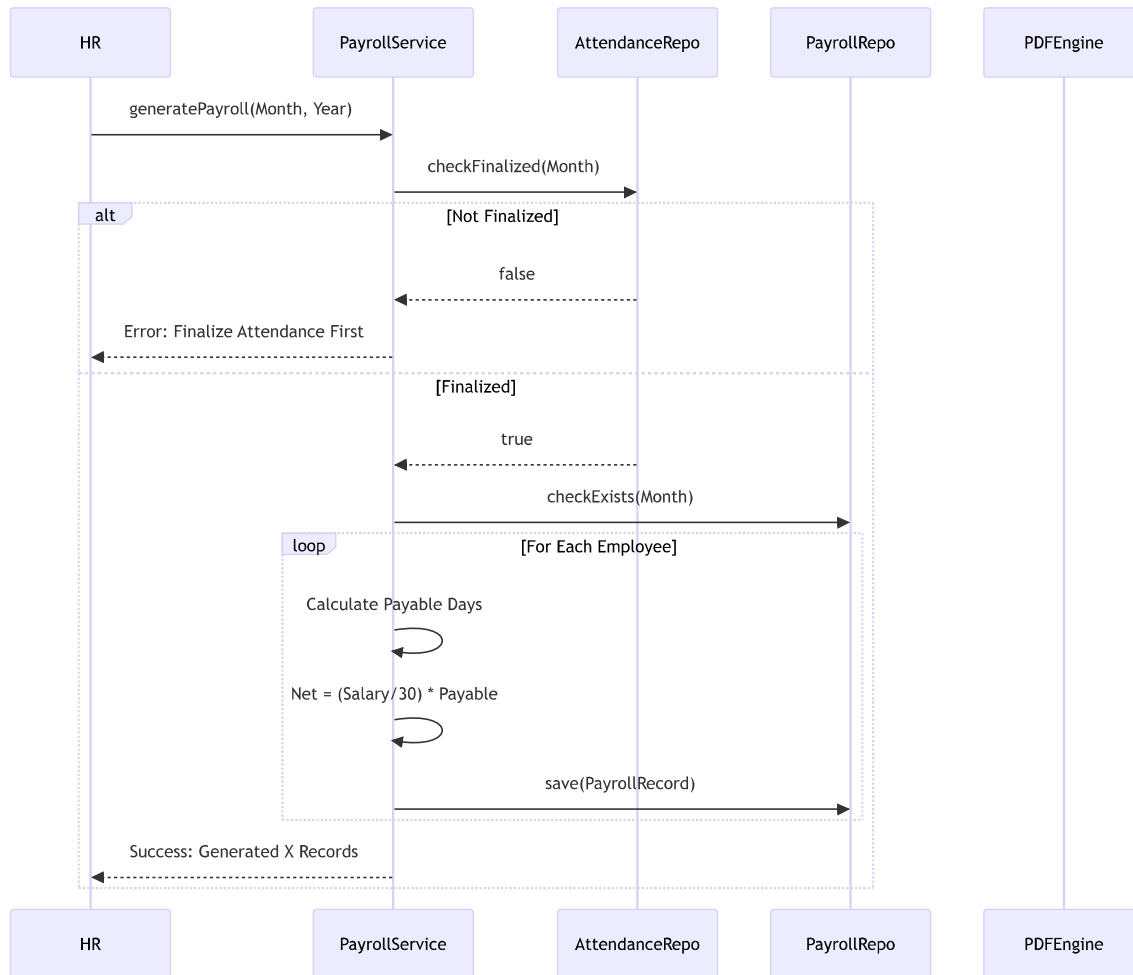 HR
PayrollService
AttendanceRepo
PayrollRepo
PDFEngine
generatePayroll(Month, Year)
checkFinalized(Month)
alt
[Not Finalized]
false
Error: Finalize Attendance First
[Finalized]
true
checkExists(Month)
loop
[For Each Employee]
Calculate Payable Days
Net = (Salary/30) * Payable
save(PayrollRecord)
Success: Generated X Records
HR
PayrollService
AttendanceRepo
PayrollRepo
PDFEngine